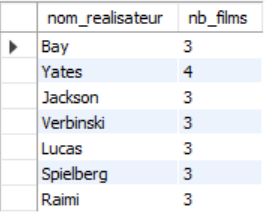 nom_realisateur nb_films
Bay 3
Yates 4
Jackson 3
Verbinski 3
Lucas 3
Spielberg 3
Raimi 3